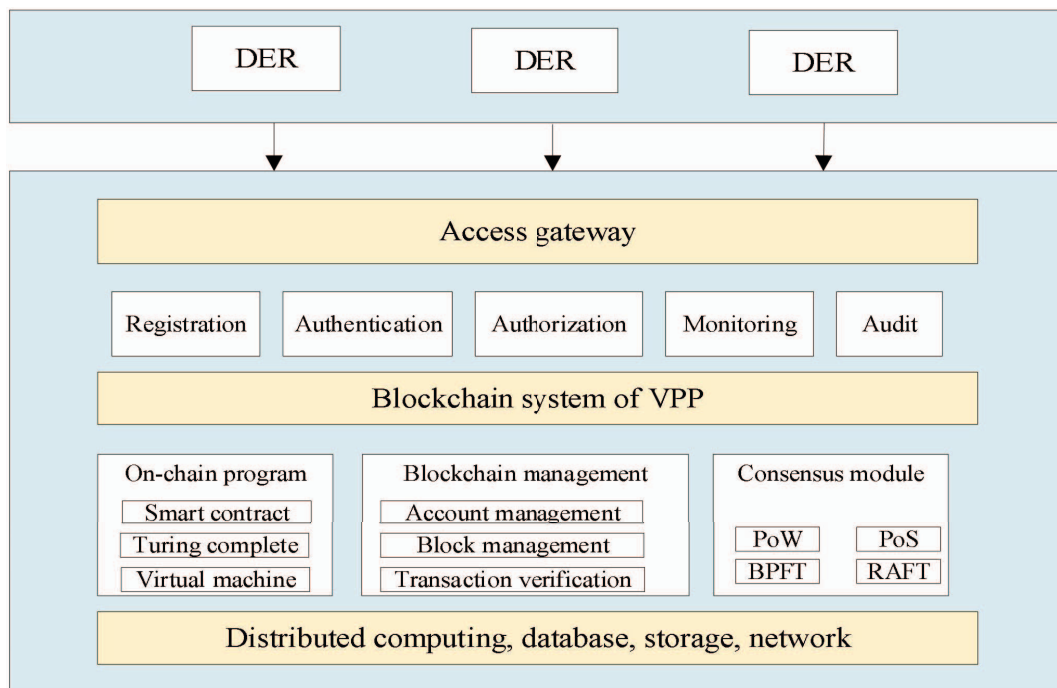 DER
DER
DER
Access gateway
Registration
Authentication
Authorization
Monitoring
Audit
Blockchain system of VPP
On-chain program
Smart contract
Turing complete
Virtual machine
Blockchain management
Account management
Block management
Transaction verification
Consensus module
PoW
PoS
BPFT
RAFT
Distributed computing, database, storage, network